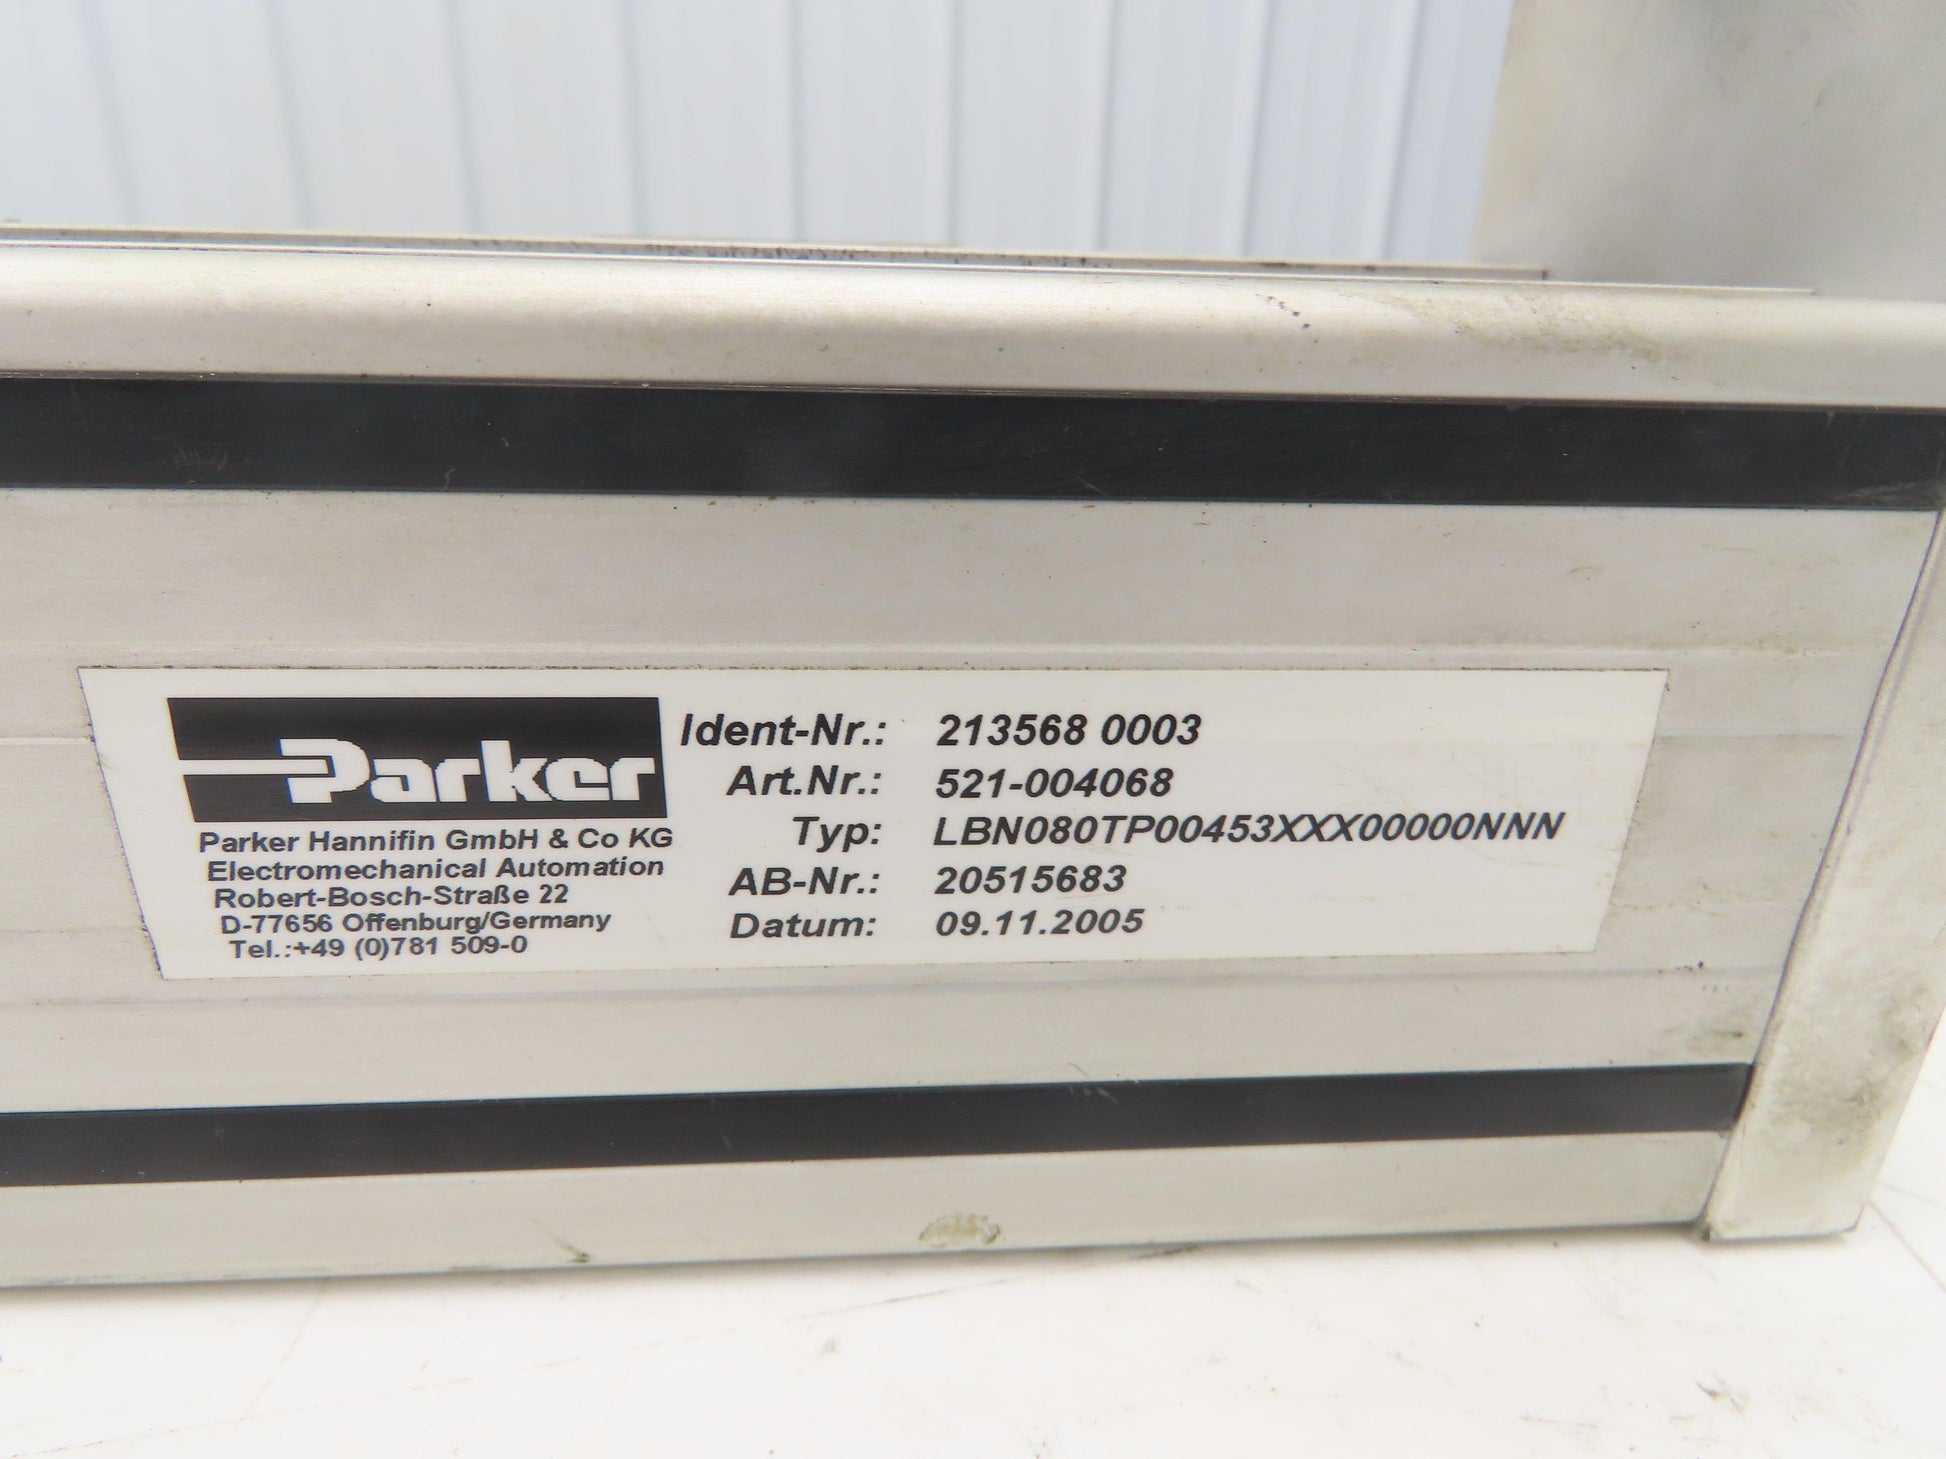 Parker
Parker Hannifin GmbH & Co KG
Electromechanical Automation
Robert-Bosch-Straße 22
D-77656 Offenburg/Germany
Tel.:+49 (0)781 509-0
Ident-Nr.: 213568 0003
Art.Nr.: 521-004068
Typ: LBN080TP00453XXX00000NNN
AB-Nr.: 20515683
Datum: 09.11.2005